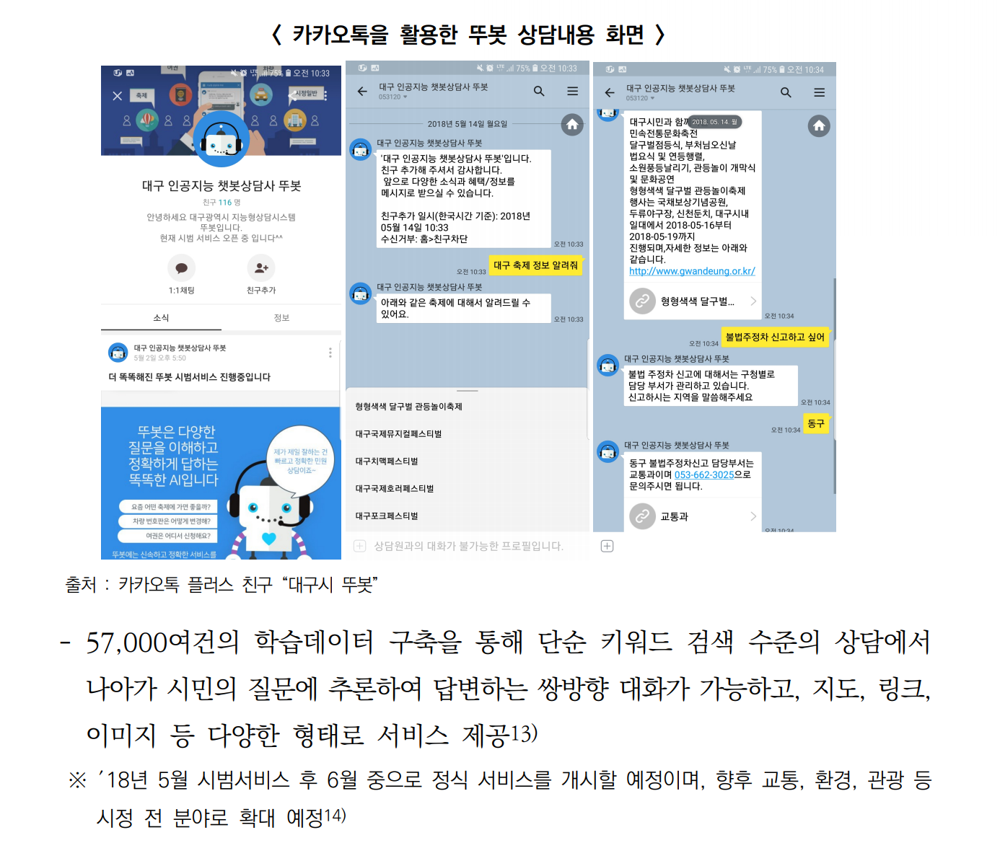 〈 카카오톡을 활용한 뚜봇 상담내용 화면 〉
75% 오전 10:33
여권
차량
축제
시정일반
대구 인공지능 챗봇상담사 뚜봇
친구 116 명
안녕하세요 대구광역시 지능형상담시스템
뚜봇입니다.
현재 시범 서비스 오픈 중 입니다^^
1:1채팅
친구추가
소식
정보
대구 인공지능 챗봇상담사 뚜봇
5월 2일 오후 5:50
더 똑똑해진 뚜봇 시범서비스 진행중입니다
뚜봇은 다양한
질문을 이해하고
정확하게 답하는
똑똑한 AI입니다
제가 제일 잘하는 건
빠르고 정확한 민원
상담이죠~
요즘 어떤 축제에 가면 좋을까?
차량 번호판은 어떻게 변경해?
여권은 어디서 신청해요?
뚜봇에는 신속하고 정확한 서비스를
LTE 75% 오전 10:33
대구 인공지능 챗봇상담사 뚜봇
053120
2018년 5월 14일 월요일
대구 인공지능 챗봇상담사 뚜봇
'대구 인공지능 챗봇상담사 뚜봇'입니다.
친구 추가해 주셔서 감사합니다.
앞으로 다양한 소식과 혜택/정보를
메시지로 받으실 수 있습니다.
친구추가 일시(한국시간 기준): 2018년
05월 14일 10:33
수신거부: 홈>친구차단
오전 10:33
대구 축제 정보 알려줘
오전 10:33
대구 인공지능 챗봇상담사 뚜봇
아래와 같은 축제에 대해서 알려드릴 수
있어요.
오전 10:33
형형색색 달구벌 관등놀이축제
대구국제뮤지컬페스티벌
대구치맥페스티벌
대구국제호러페스티벌
대구포크페스티벌
상담원과의 대화가 불가능한 프로필입니다.
LTE 75% 오전 10:34
대구 인공지능 챗봇상담사 뚜봇
053120
대구시민과 함께
2018. 05. 14. 월
민속전통문화축전
달구벌점등식, 부처님오신날
법요식 및 연등행렬,
소원풍등날리기, 관등놀이 개막식
및 문화공연
형형색색 달구벌 관등놀이축제
행사는 국채보상기념공원,
두류야구장, 신천둔치, 대구시내
일대에서 2018-05-16부터
2018-05-19까지
진행되며,자세한 정보는 아래와
같습니다.
http://www.gwandeung.or.kr/
형형색색 달구벌...
오전 10:34
불법주정차 신고하고 싶어
오전 10:34
대구 인공지능 챗봇상담사 뚜봇
불법 주정차 신고에 대해서는 구청별로
담당 부서가 관리하고 있습니다.
신고하시는 지역을 말씀해주세요
오전 10:34
동구
오전 10:34
대구 인공지능 챗봇상담사 뚜봇
동구 불법주정차신고 담당부서는
교통과이며 053-662-3025으로
문의주시면 됩니다.
교통과
오전 10:34
출처 : 카카오톡 플러스 친구 “대구시 뚜봇”
- 57,000여건의 학습데이터 구축을 통해 단순 키워드 검색 수준의 상담에서
나아가 시민의 질문에 추론하여 답변하는 쌍방향 대화가 가능하고, 지도, 링크,
이미지 등 다양한 형태로 서비스 제공13)
※ ′18년 5월 시범서비스 후 6월 중으로 정식 서비스를 개시할 예정이며, 향후 교통, 환경, 관광 등
시정 전 분야로 확대 예정14)